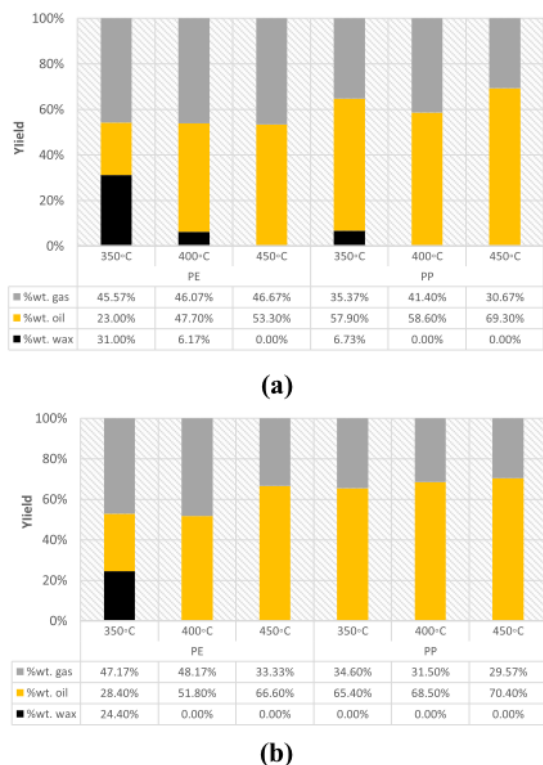 100%
80%
60%
40%
20%
0%
Ylield
350◦C 400◦C 450◦C 350◦C 400◦C 450◦C
PE PP
%wt. gas 45.57% 46.07% 46.67% 35.37% 41.40% 30.67%
%wt. oil 23.00% 47.70% 53.30% 57.90% 58.60% 69.30%
%wt. wax 31.00% 6.17% 0.00% 6.73% 0.00% 0.00%
(a)
100%
80%
60%
40%
20%
0%
Ylield
350◦C 400◦C 450◦C 350◦C 400◦C 450◦C
PE PP
%wt. gas 47.17% 48.17% 33.33% 34.60% 31.50% 29.57%
%wt. oil 28.40% 51.80% 66.60% 65.40% 68.50% 70.40%
%wt. wax 24.40% 0.00% 0.00% 0.00% 0.00% 0.00%
(b)